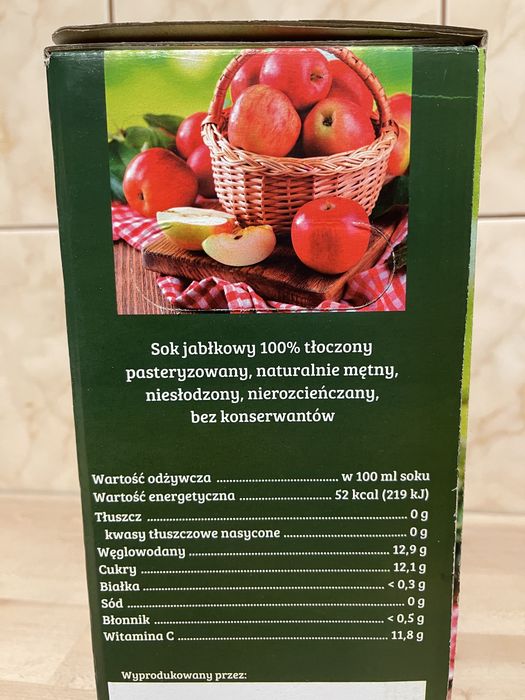 Sok jabłkowy 100% tłoczony
pasteryzowany, naturalnie mętny,
niesłodzony, nierozcieńczany,
bez konserwantów
Wartość odżywcza ........................ w 100 ml soku
Wartość energetyczna ........................ 52 kcal (219 kJ)
Tłuszcz ........................ 0 g
kwasy tłuszczowe nasycone ........................ 0 g
Węglowodany ........................ 12,9 g
Cukry ........................ 12,1 g
Białka ........................ < 0,3 g
Sód ........................ 0 g
Błonnik ........................ < 0,5 g
Witamina C ........................ 11,8 g
Wyprodukowany przez: